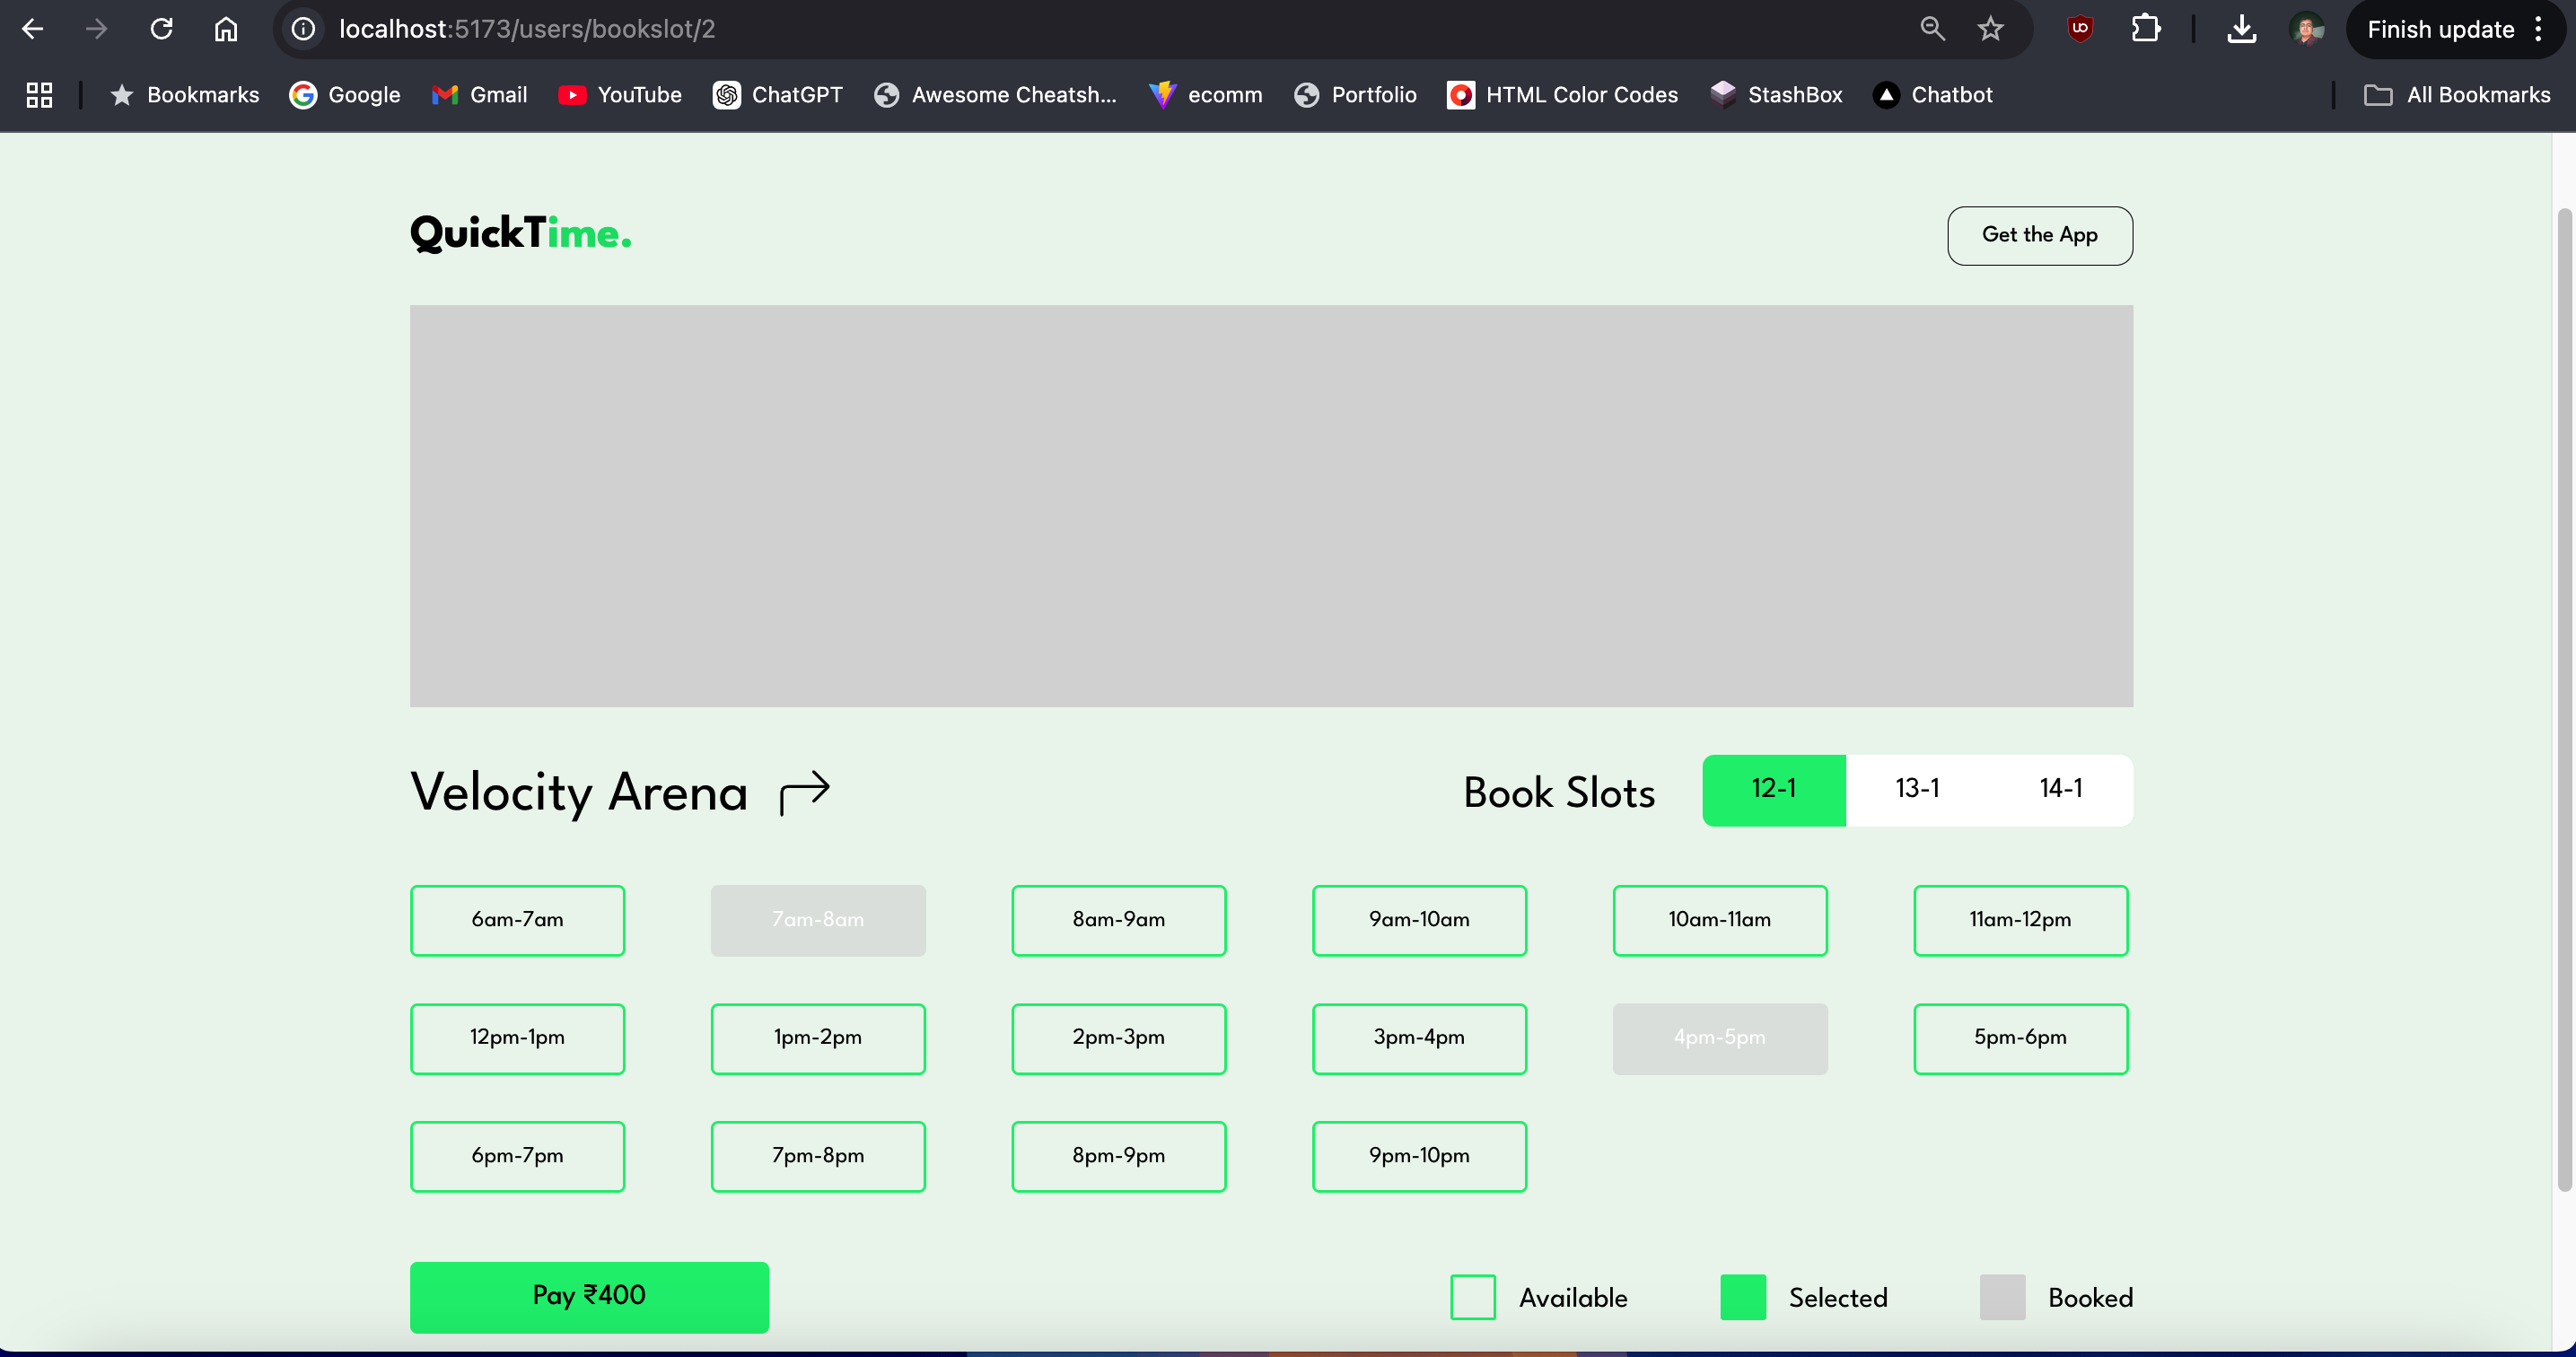 localhost:5173/users/bookslot/2
Finish update
Bookmarks Google Gmail YouTube ChatGPT Awesome Cheatsh... ecomm Portfolio HTML Color Codes StashBox Chatbot All Bookmarks
QuickTime.
Get the App
Velocity Arena
Book Slots 12-1 13-1 14-1
6am-7am 7am-8am 8am-9am 9am-10am 10am-11am 11am-12pm
12pm-1pm 1pm-2pm 2pm-3pm 3pm-4pm 4pm-5pm 5pm-6pm
6pm-7pm 7pm-8pm 8pm-9pm 9pm-10pm
Pay ₹400
Available Selected Booked